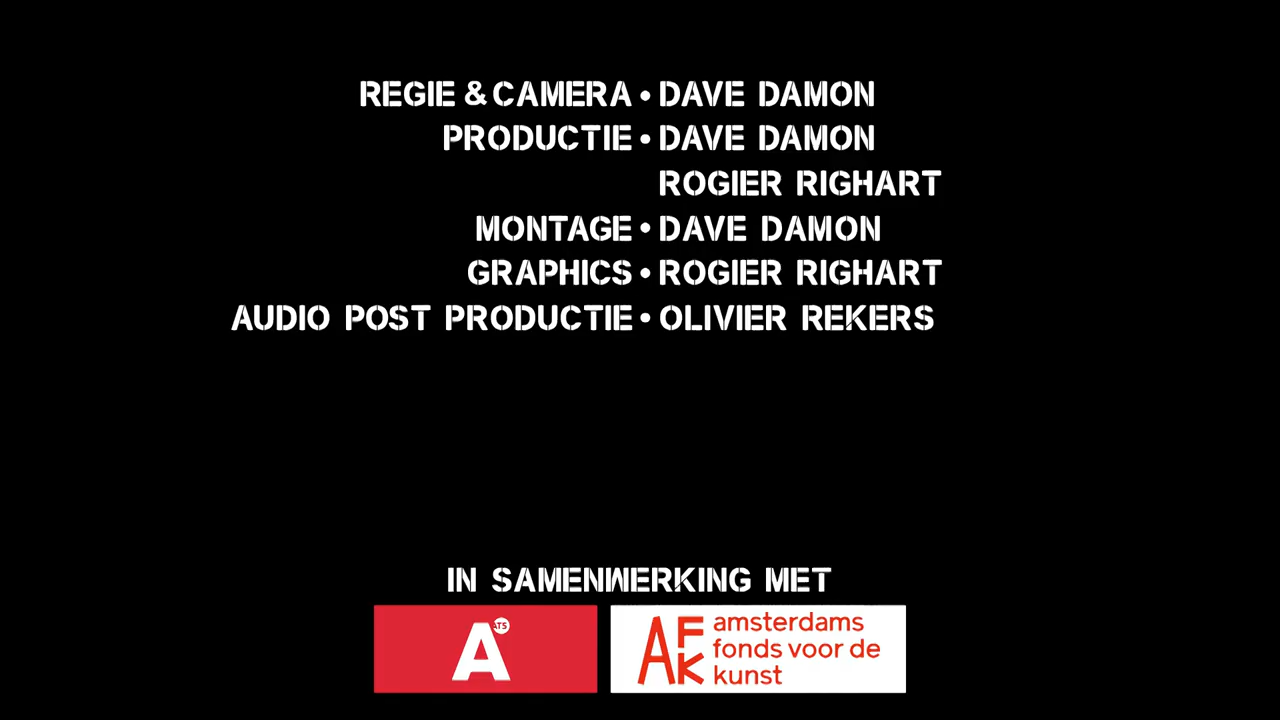 REGIE & CAMERA • DAVE DAMON
PRODUCTIE • DAVE DAMON
ROGIER RIGHART
MONTAGE • DAVE DAMON
GRAPHICS • ROGIER RIGHART
AUDIO POST PRODUCTIE • OLIVIER REKERS
IN SAMENWERKING MET
A AT5
AFK amsterdams
fonds voor de
kunst